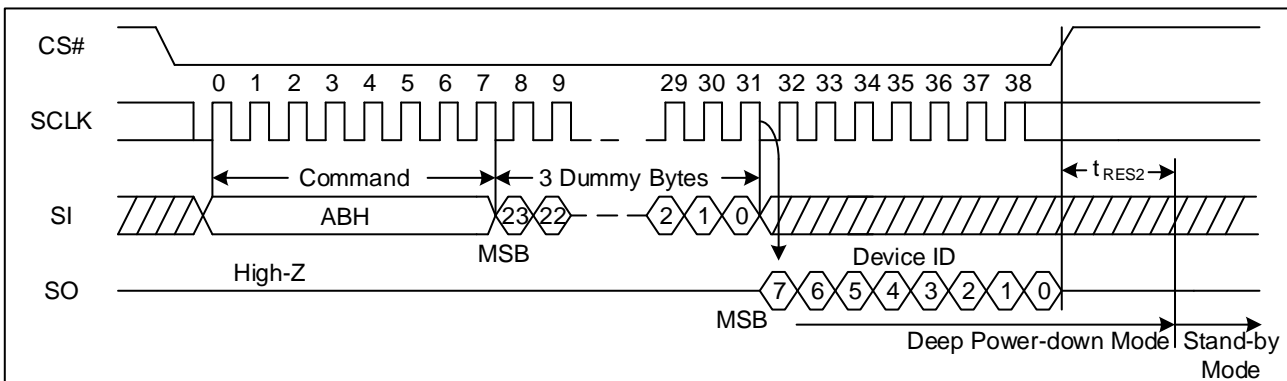 CS#
0 1 2 3 4 5 6 7 8 9 29 30 31 32 33 34 35 36 37 38
SCLK
Command 3 Dummy Bytes tRES2
SI ABH 23 22 2 1 0
MSB
High-Z Device ID
SO 7 6 5 4 3 2 1 0
MSB
Deep Power-down Mode Stand-by
Mode